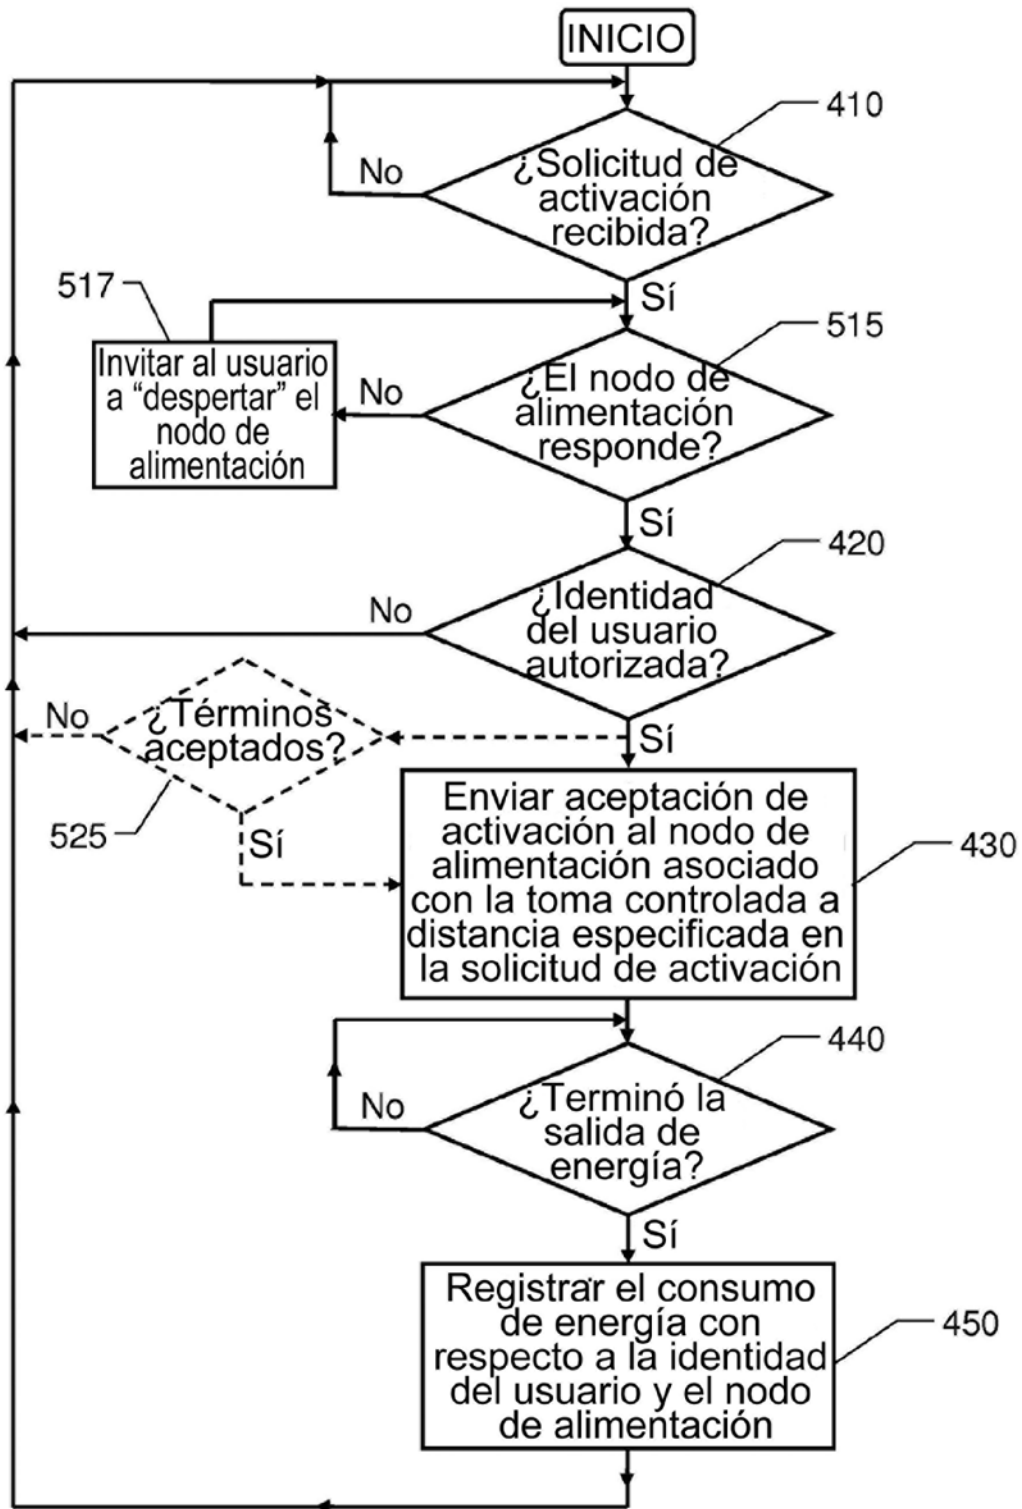 INICIO
410
¿Solicitud de
activación
recibida?
No
Sí
517
Invitar al usuario
a “despertar” el
nodo de
alimentación
515
¿El nodo de
alimentación
responde?
No
Sí
420
¿Identidad
del usuario
autorizada?
No
Sí
¿Términos
aceptados?
No
525
Sí
Enviar aceptación de
activación al nodo de
alimentación asociado
con la toma controlada a
distancia especificada en
la solicitud de activación
430
440
¿Terminó la
salida de
energía?
No
Sí
Registrar el consumo
de energía con
respecto a la identidad
del usuario y el nodo
de alimentación
450